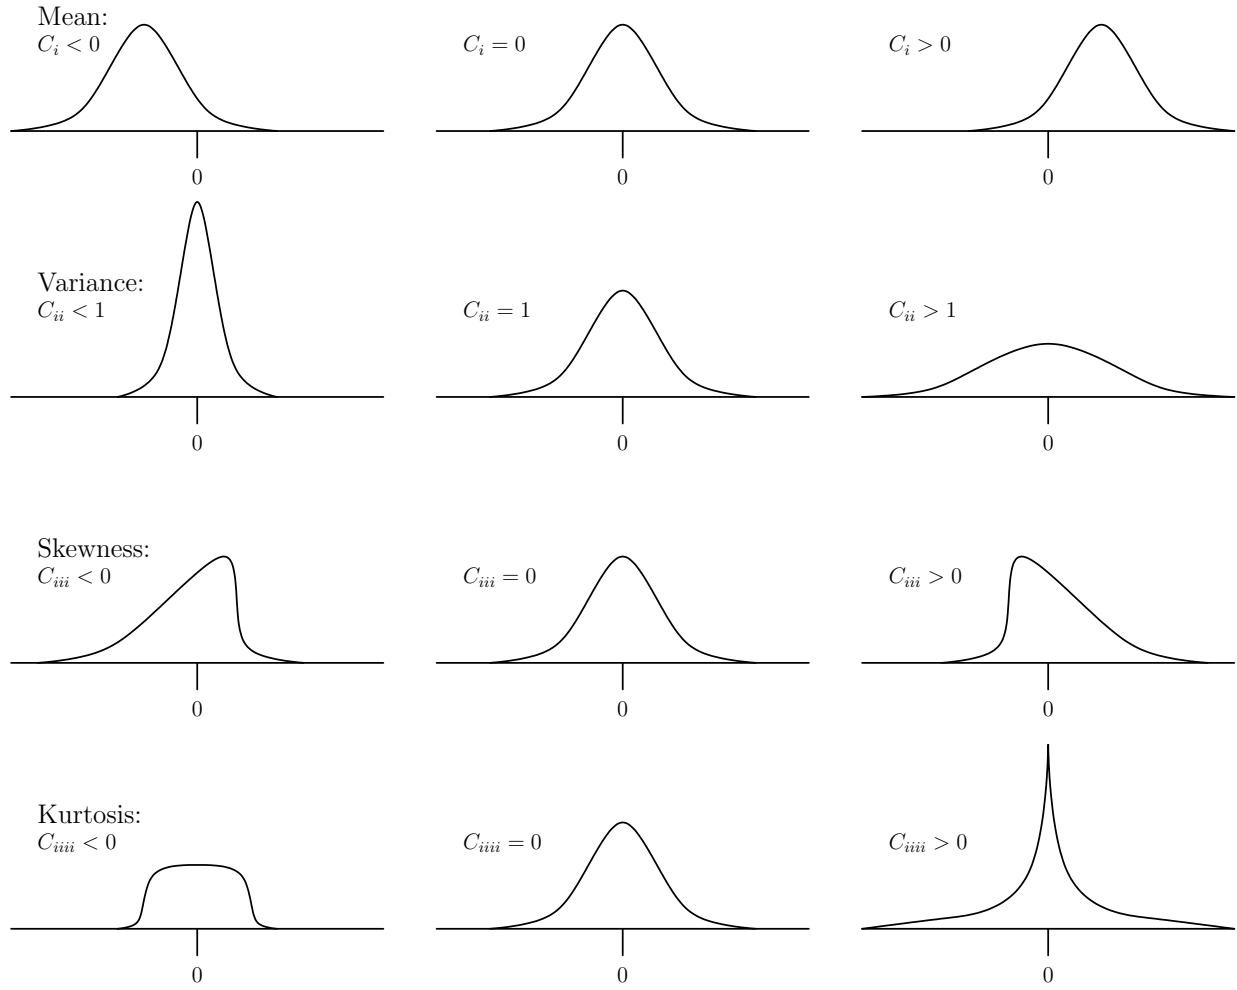 Mean:
C_i < 0
C_i = 0
C_i > 0
0
0
0
Variance:
C_ii < 1
C_ii = 1
C_ii > 1
0
0
0
Skewness:
C_iii < 0
C_iii = 0
C_iii > 0
0
0
0
Kurtosis:
C_iiii < 0
C_iiii = 0
C_iiii > 0
0
0
0